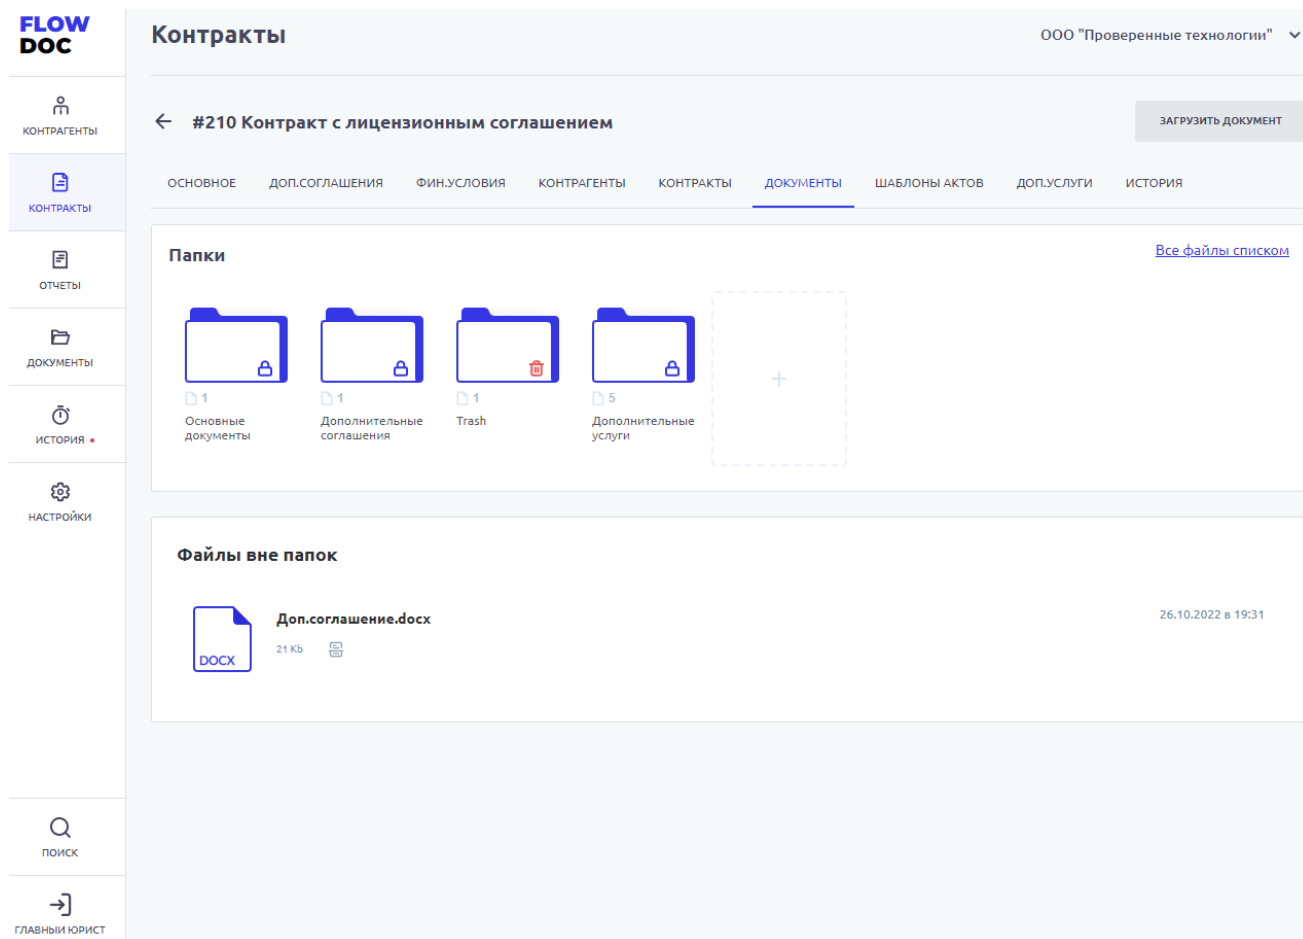 FLOW
DOC
Контракты
ООО "Проверенные технологии"
КОНТРАГЕНТЫ
КОНТРАКТЫ
ОТЧЕТЫ
ДОКУМЕНТЫ
ИСТОРИЯ
НАСТРОЙКИ
ПОИСК
ГЛАВНЫЙ ЮРИСТ
#210 Контракт с лицензионным соглашением
ЗАГРУЗИТЬ ДОКУМЕНТ
ОСНОВНОЕ ДОП.СОГЛАШЕНИЯ ФИН.УСЛОВИЯ КОНТРАГЕНТЫ КОНТРАКТЫ ДОКУМЕНТЫ ШАБЛОНЫ АКТОВ ДОП.УСЛУГИ ИСТОРИЯ
Папки
Все файлы списком
1
Основные
документы
1
Дополнительные
соглашения
1
Trash
5
Дополнительные
услуги
+
Файлы вне папок
DOCX
Доп.соглашение.docx
21 Kb
26.10.2022 в 19:31